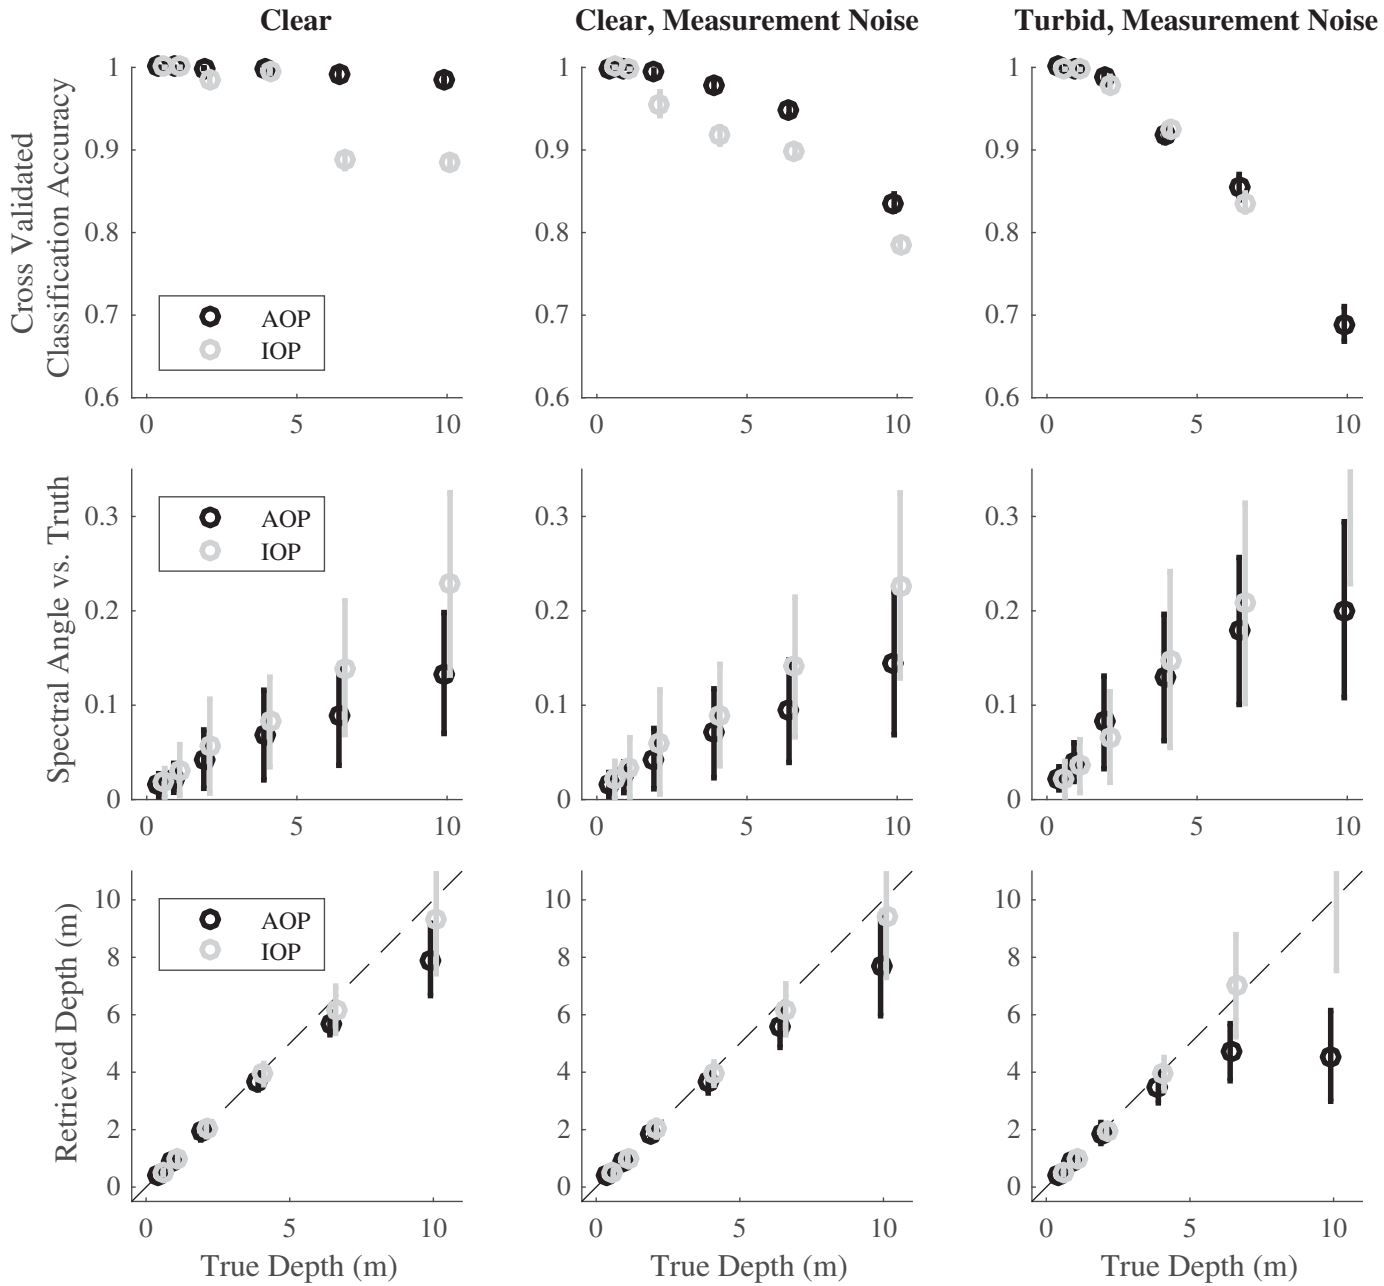 Clear
Clear, Measurement Noise
Turbid, Measurement Noise
Cross Validated
Classification Accuracy
1
0.9
0.8
0.7
0.6
AOP
IOP
0 5 10
1
0.9
0.8
0.7
0.6
0 5 10
1
0.9
0.8
0.7
0.6
0 5 10
Spectral Angle vs. Truth
0.3
0.2
0.1
0
AOP
IOP
0 5 10
0.3
0.2
0.1
0
0 5 10
0.3
0.2
0.1
0
0 5 10
Retrieved Depth (m)
10
8
6
4
2
0
AOP
IOP
0 5 10
True Depth (m)
10
8
6
4
2
0
0 5 10
True Depth (m)
10
8
6
4
2
0
0 5 10
True Depth (m)